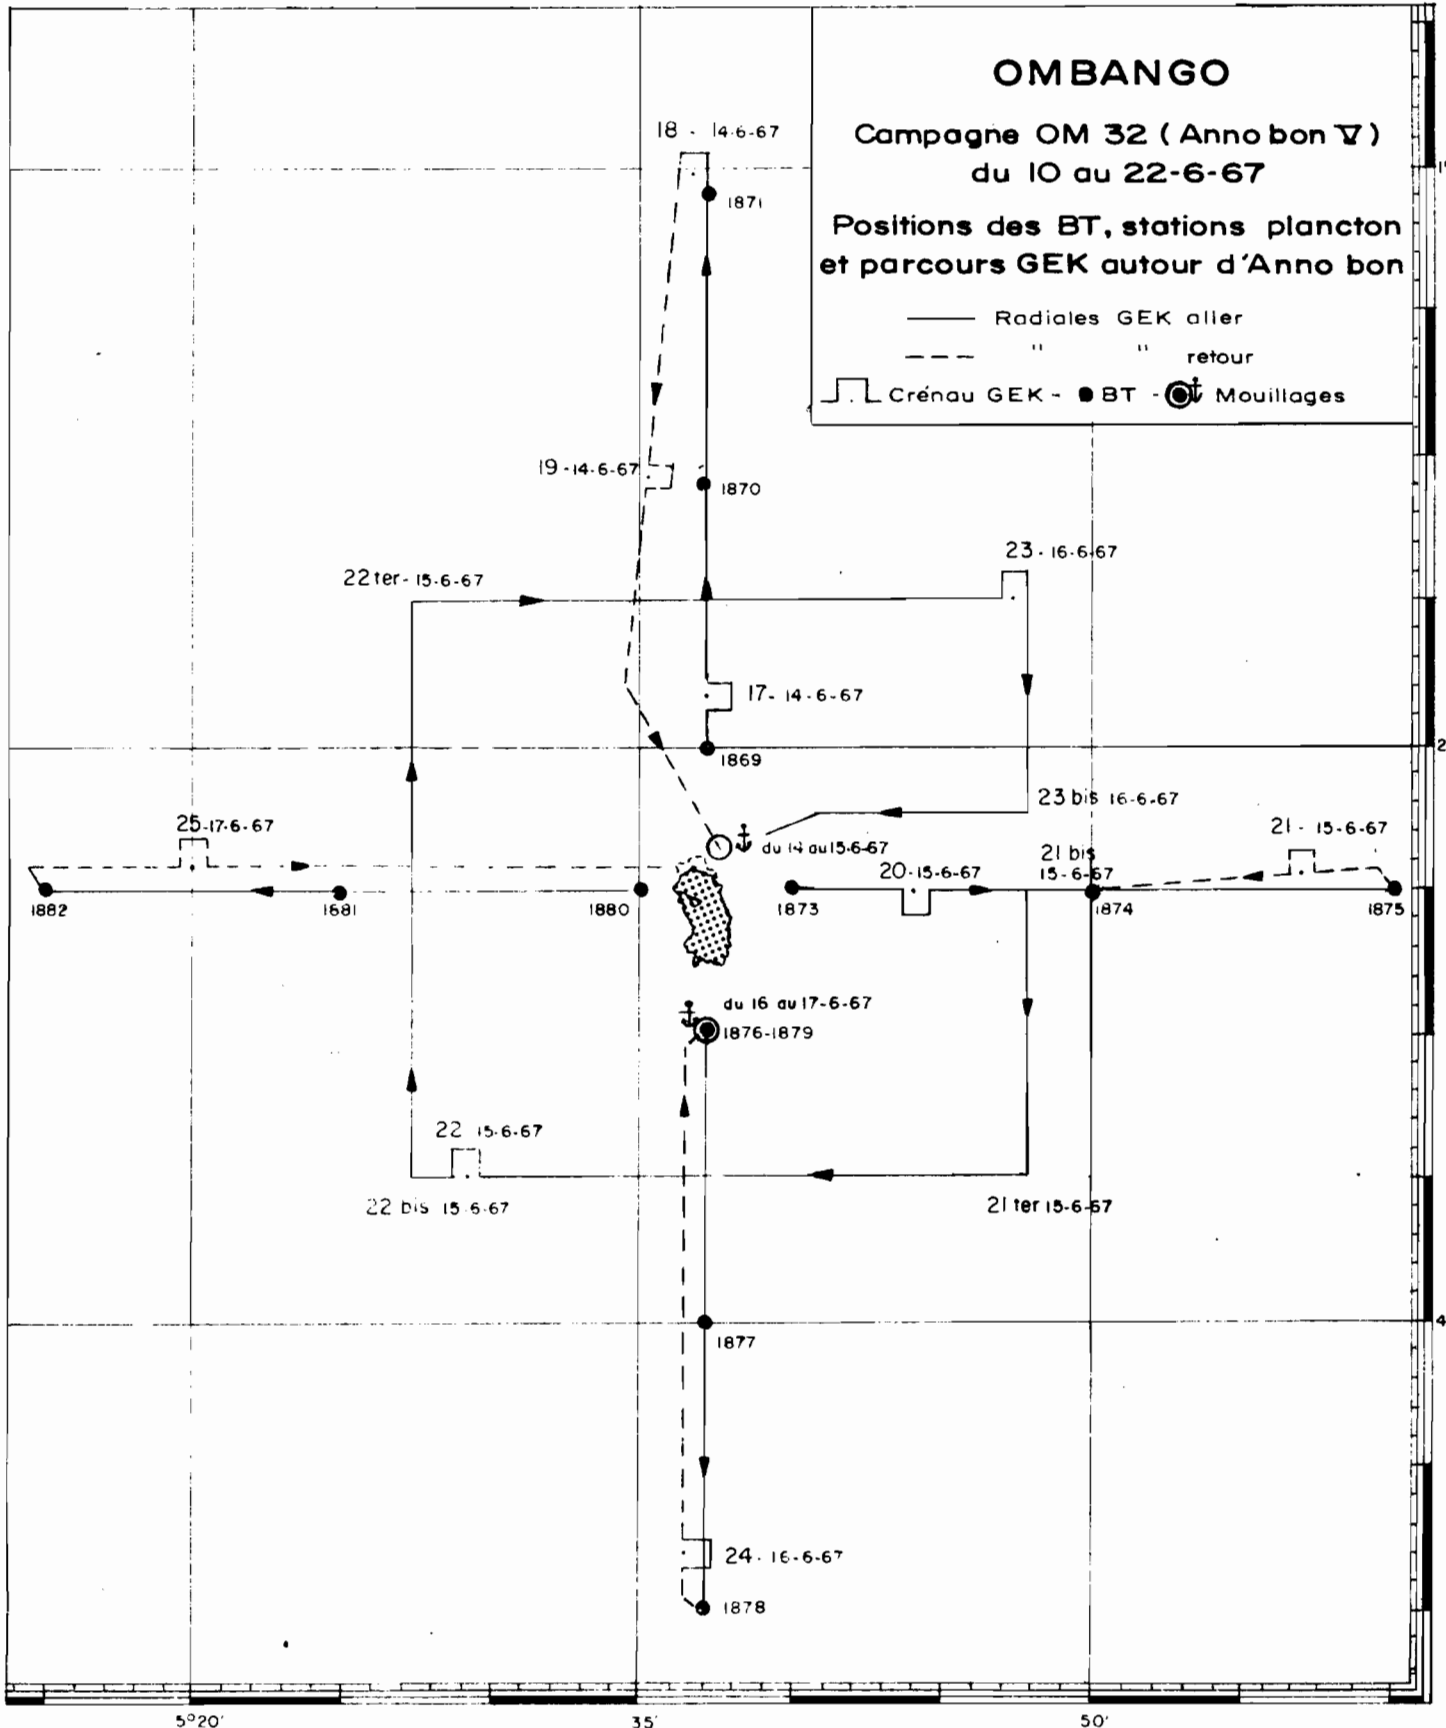 OMBANGO
Campagne OM 32 ( Anno bon V )
du 10 au 22-6-67
Positions des BT, stations plancton
et parcours GEK autour d'Anno bon
Radiales GEK aller
" " retour
Crénau GEK - BT - Mouillages
18 - 14-6-67
1871
19 - 14-6-67
1870
23 - 16-6-67
22 ter - 15-6-67
17 - 14-6-67
1869
23 bis 16-6-67
25-17-6-67
du 14 au 15-6-67
21 - 15-6-67
21 bis
15-6-67
20-15-6-67
1882
1681
1880
1873
1874
1875
du 16 au 17-6-67
1876-1879
22 15-6-67
22 bis 15-6-67
21 ter 15-6-67
1877
24 - 16-6-67
1878
5°20'
35'
50'